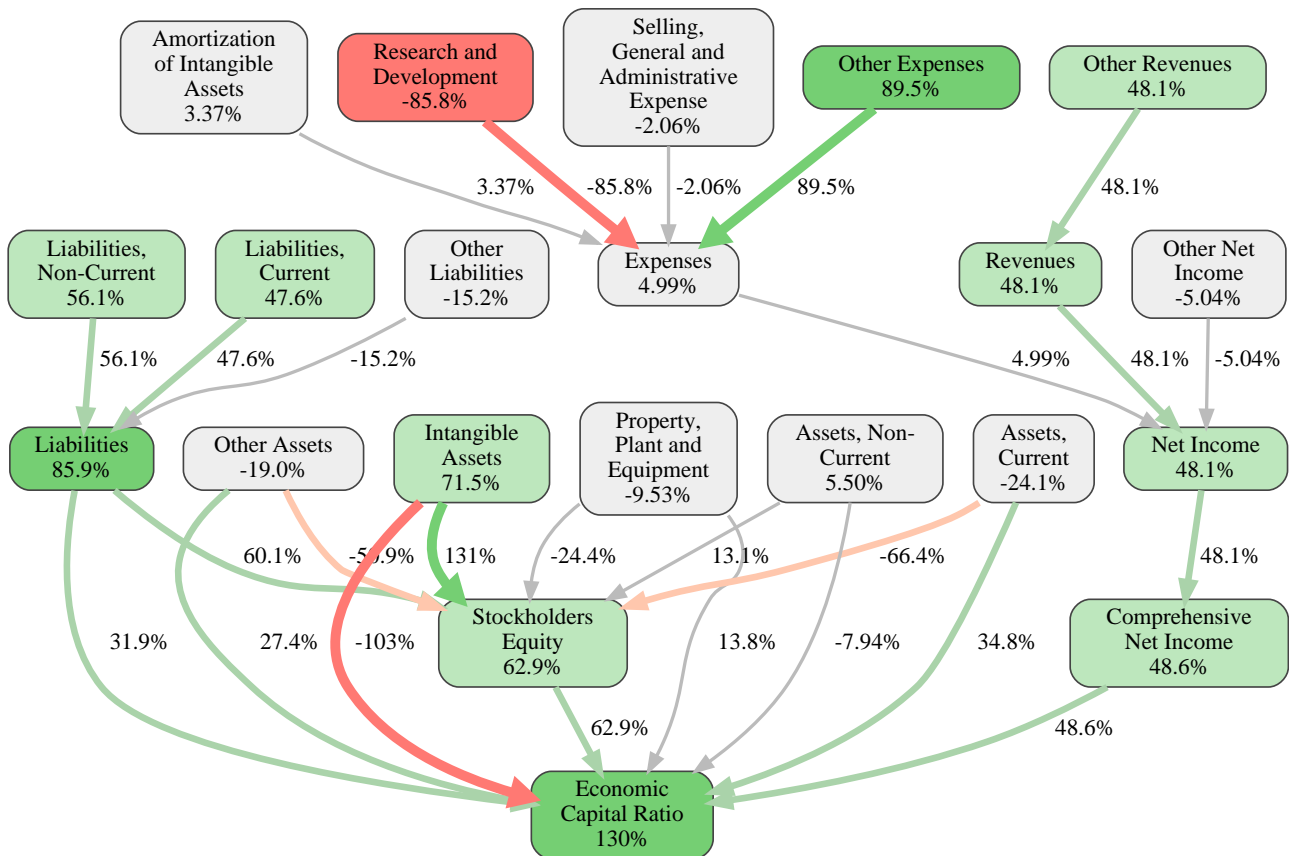 Amortization
of Intangible
Assets
3.37%
Research and
Development
-85.8%
Selling,
General and
Administrative
Expense
-2.06%
Other Expenses
89.5%
Other Revenues
48.1%
3.37%
-85.8%
-2.06%
89.5%
48.1%
Liabilities,
Non-Current
56.1%
Liabilities,
Current
47.6%
Other
Liabilities
-15.2%
Expenses
4.99%
Revenues
48.1%
Other Net
Income
-5.04%
56.1%
47.6%
-15.2%
4.99%
48.1%
-5.04%
Liabilities
85.9%
Other Assets
-19.0%
Intangible
Assets
71.5%
Property,
Plant and
Equipment
-9.53%
Assets, Non-
Current
5.50%
Assets,
Current
-24.1%
Net Income
48.1%
60.1%
131%
-24.4%
13.1%
-66.4%
48.1%
Stockholders
Equity
62.9%
Comprehensive
Net Income
48.6%
31.9%
27.4%
-103%
13.8%
-7.94%
34.8%
62.9%
48.6%
Economic
Capital Ratio
130%